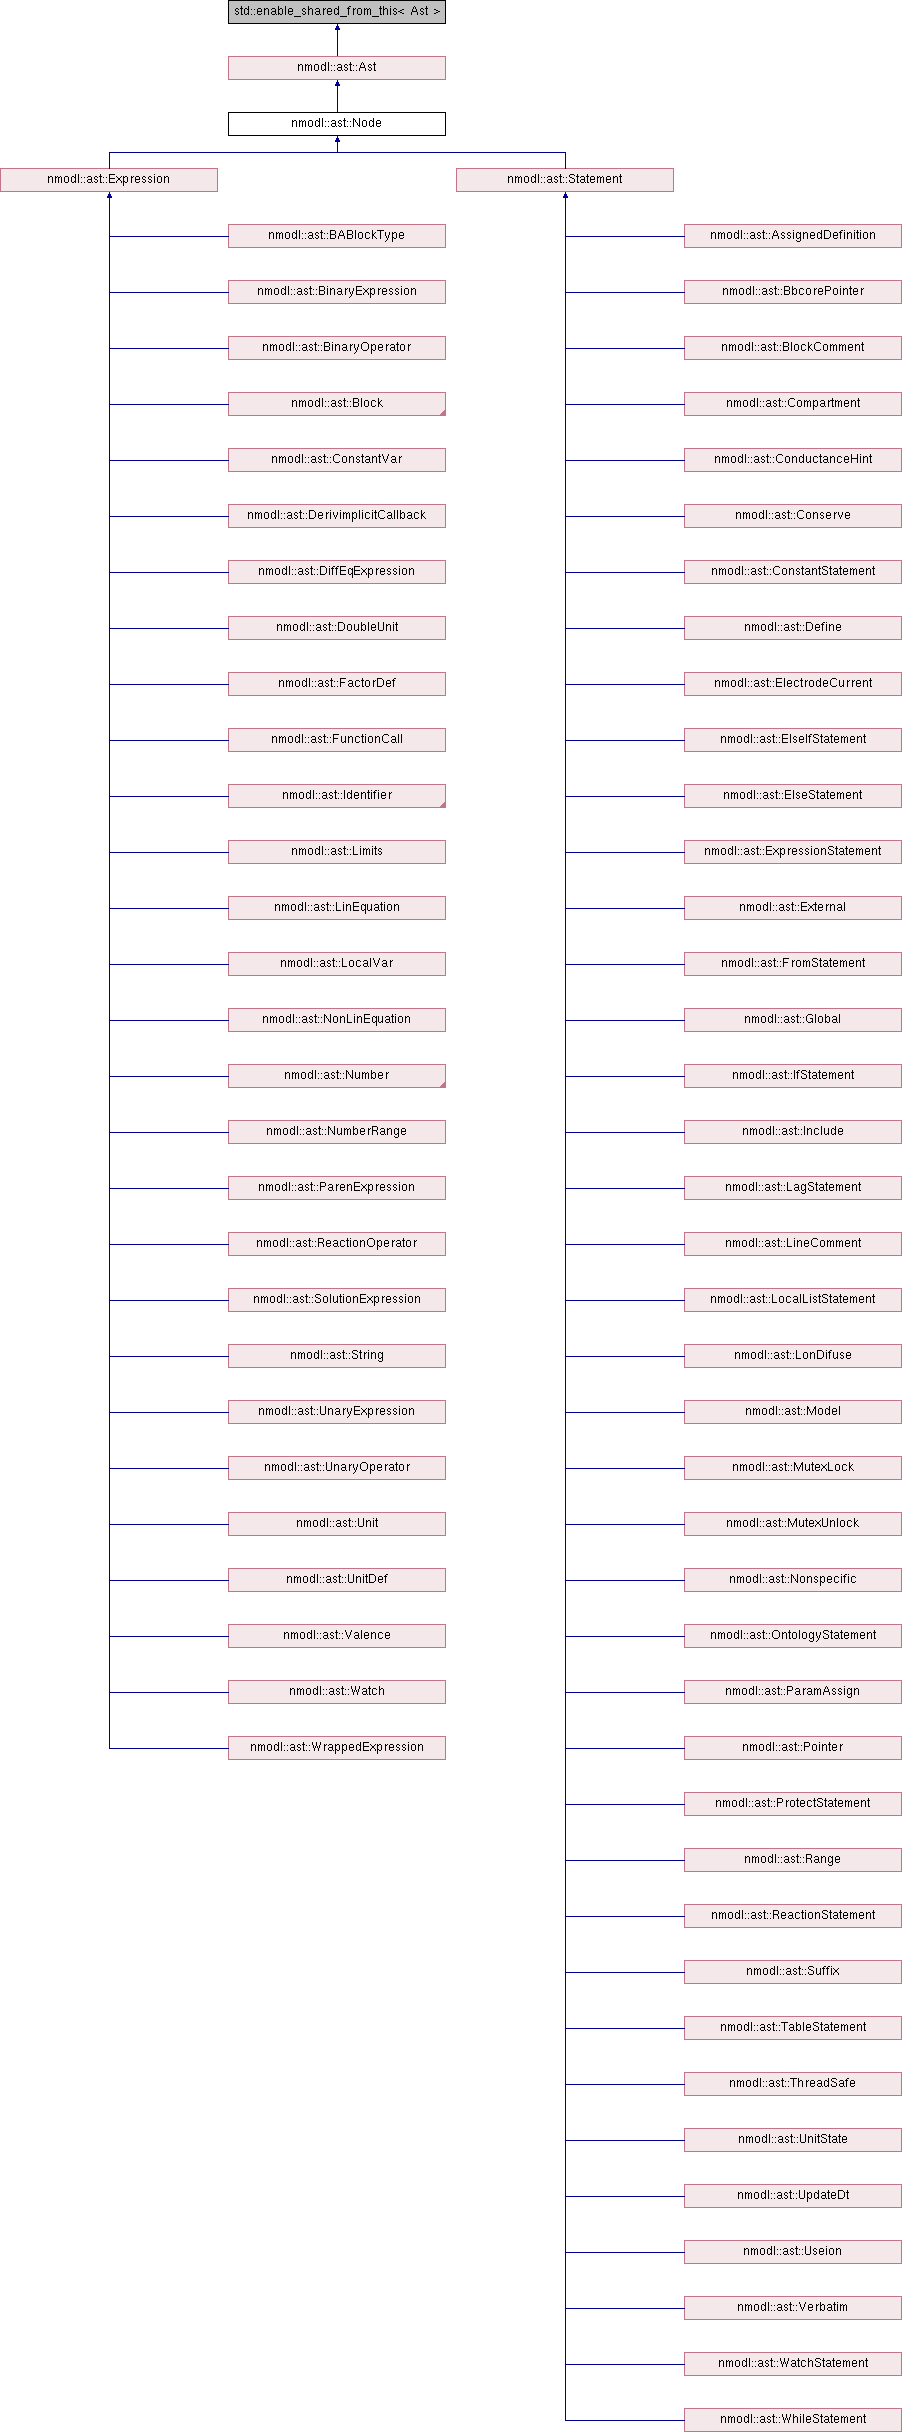 std::enable_shared_from_this< Ast >
nmodl::ast::Ast
nmodl::ast::Node
nmodl::ast::Expression
nmodl::ast::Statement
nmodl::ast::BABlockType
nmodl::ast::AssignedDefinition
nmodl::ast::BinaryExpression
nmodl::ast::BbcorePointer
nmodl::ast::BinaryOperator
nmodl::ast::BlockComment
nmodl::ast::Block
nmodl::ast::Compartment
nmodl::ast::ConstantVar
nmodl::ast::ConductanceHint
nmodl::ast::DerivimplicitCallback
nmodl::ast::Conserve
nmodl::ast::DiffEqExpression
nmodl::ast::ConstantStatement
nmodl::ast::DoubleUnit
nmodl::ast::Define
nmodl::ast::FactorDef
nmodl::ast::ElectrodeCurrent
nmodl::ast::FunctionCall
nmodl::ast::ElseIfStatement
nmodl::ast::Identifier
nmodl::ast::ElseStatement
nmodl::ast::Limits
nmodl::ast::ExpressionStatement
nmodl::ast::LinEquation
nmodl::ast::External
nmodl::ast::LocalVar
nmodl::ast::FromStatement
nmodl::ast::NonLinEquation
nmodl::ast::Global
nmodl::ast::Number
nmodl::ast::IfStatement
nmodl::ast::NumberRange
nmodl::ast::Include
nmodl::ast::ParenExpression
nmodl::ast::LagStatement
nmodl::ast::ReactionOperator
nmodl::ast::LineComment
nmodl::ast::SolutionExpression
nmodl::ast::LocalListStatement
nmodl::ast::String
nmodl::ast::LonDifuse
nmodl::ast::UnaryExpression
nmodl::ast::Model
nmodl::ast::UnaryOperator
nmodl::ast::MutexLock
nmodl::ast::Unit
nmodl::ast::MutexUnlock
nmodl::ast::UnitDef
nmodl::ast::Nonspecific
nmodl::ast::Valence
nmodl::ast::OntologyStatement
nmodl::ast::Watch
nmodl::ast::ParamAssign
nmodl::ast::WrappedExpression
nmodl::ast::Pointer
nmodl::ast::ProtectStatement
nmodl::ast::Range
nmodl::ast::ReactionStatement
nmodl::ast::Suffix
nmodl::ast::TableStatement
nmodl::ast::ThreadSafe
nmodl::ast::UnitState
nmodl::ast::UpdateDt
nmodl::ast::Useion
nmodl::ast::Verbatim
nmodl::ast::WatchStatement
nmodl::ast::WhileStatement